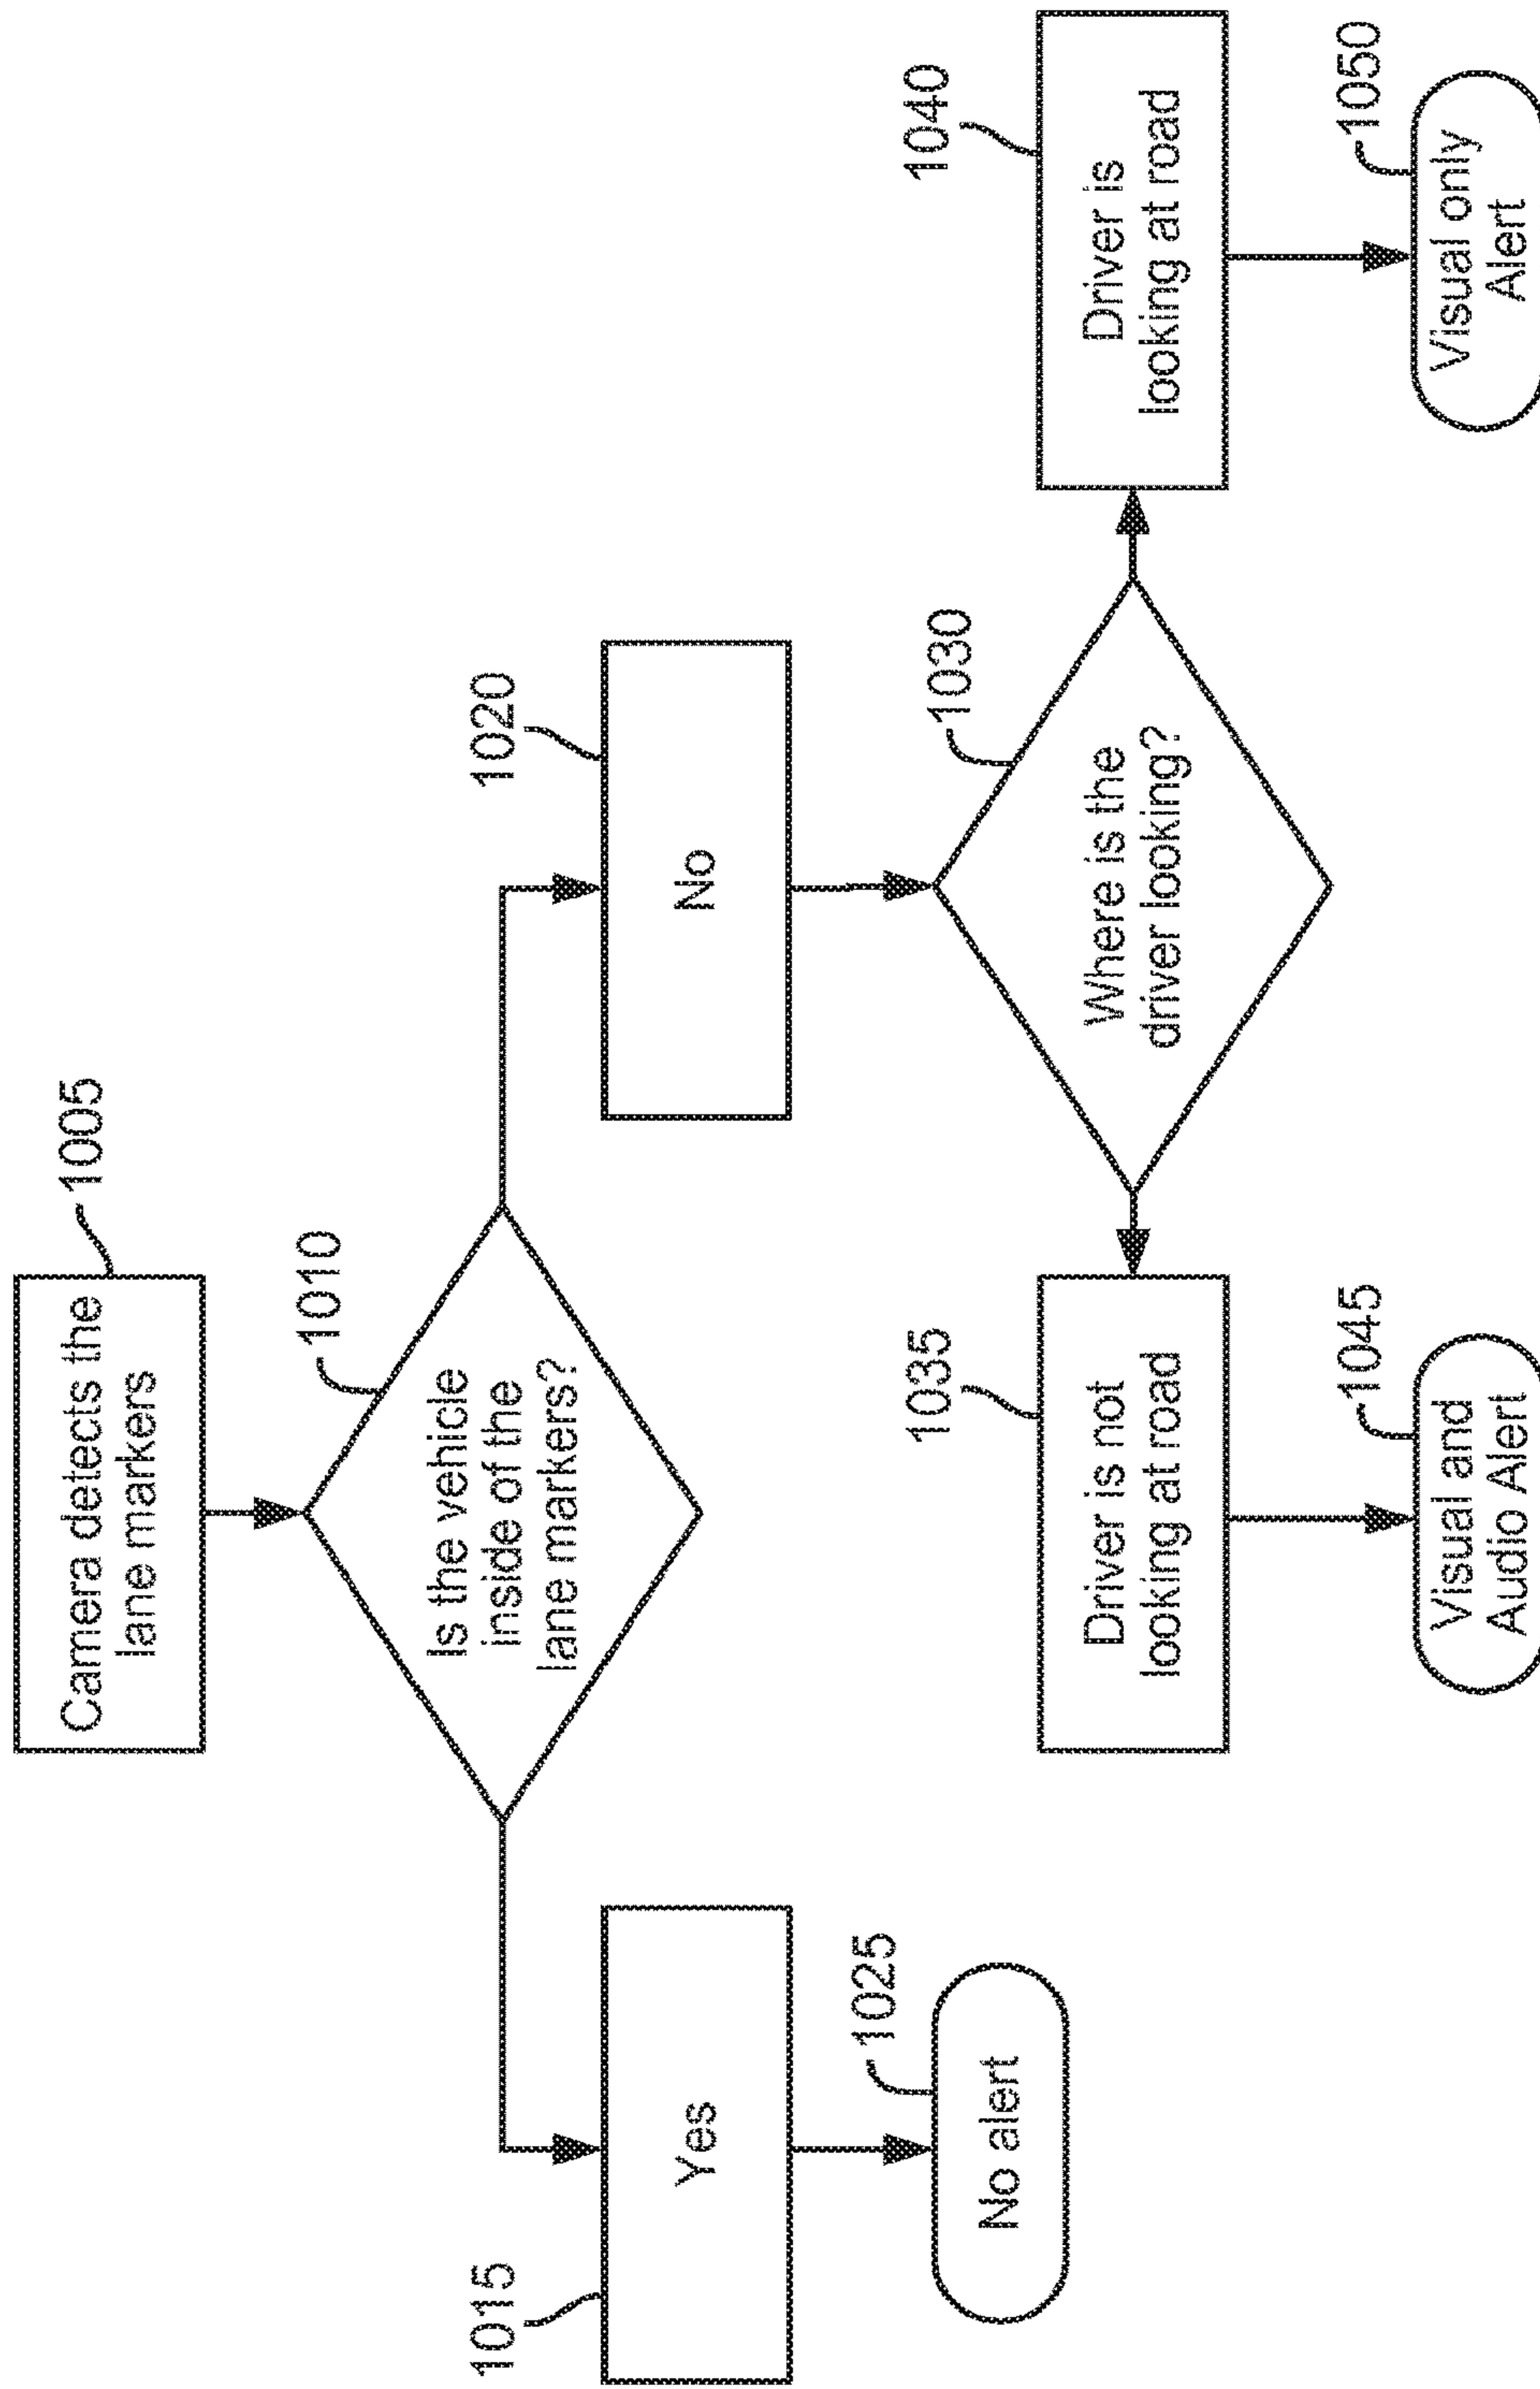 Camera detects the
lane markers
1005
Is the vehicle
inside of the
lane markers?
1010
1015
Yes
No
1020
1025
No alert
Where is the
driver looking?
1030
1035
Driver is not
looking at road
Driver is
looking at road
1040
1045
Visual and
Audio Alert
1050
Visual only
Alert